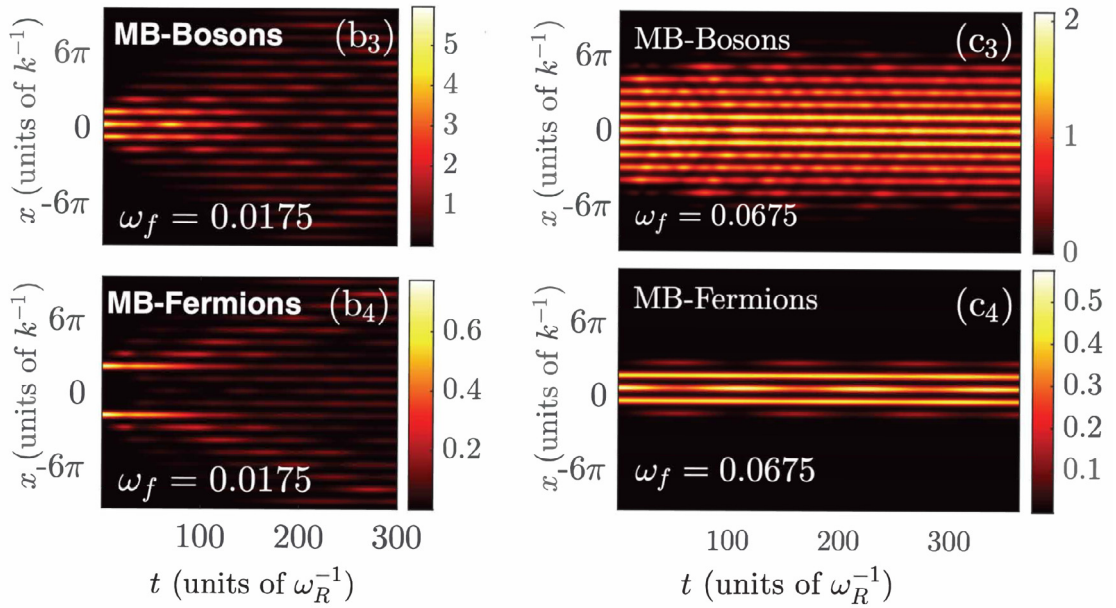 MB-Bosons (b₃)
x (units of k⁻¹)
6π
0
-6π
ω_f = 0.0175
5
4
3
2
1
MB-Bosons (c₃)
x (units of k⁻¹)
6π
0
-6π
ω_f = 0.0675
2
1
0
MB-Fermions (b₄)
x (units of k⁻¹)
6π
0
-6π
ω_f = 0.0175
0.6
0.4
0.2
100 200 300
t (units of ω_R⁻¹)
MB-Fermions (c₄)
x (units of k⁻¹)
6π
0
-6π
ω_f = 0.0675
0.5
0.4
0.3
0.2
0.1
100 200 300
t (units of ω_R⁻¹)